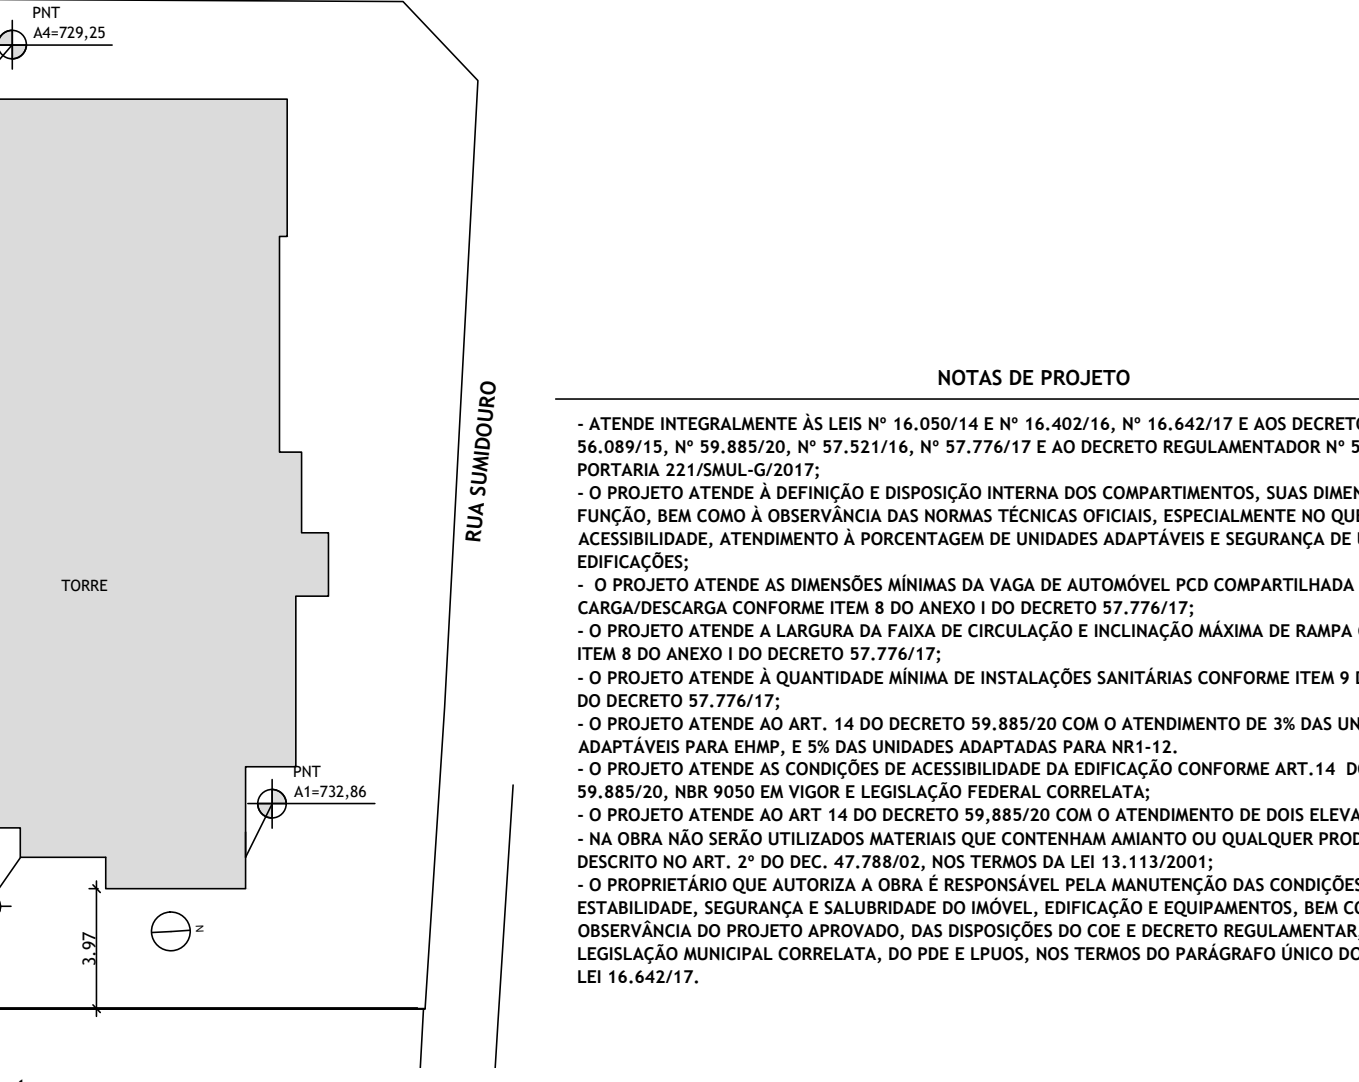 PNT
A4=729,25
RUA SUMIDOURO
TORRE
PNT
A1=732,86
3.97
N
NOTAS DE PROJETO
- ATENDE INTEGRALMENTE ÀS LEIS Nº 16.050/14 E Nº 16.402/16, Nº 16.642/17 E AOS DECRETO
56.089/15, Nº 59.885/20, Nº 57.521/16, Nº 57.776/17 E AO DECRETO REGULAMENTADOR Nº 5
PORTARIA 221/SMUL-G/2017;
- O PROJETO ATENDE À DEFINIÇÃO E DISPOSIÇÃO INTERNA DOS COMPARTIMENTOS, SUAS DIMEN
FUNÇÃO, BEM COMO À OBSERVÂNCIA DAS NORMAS TÉCNICAS OFICIAIS, ESPECIALMENTE NO QUE
ACESSIBILIDADE, ATENDIMENTO À PORCENTAGEM DE UNIDADES ADAPTÁVEIS E SEGURANÇA DE
EDIFICAÇÕES;
- O PROJETO ATENDE AS DIMENSÕES MÍNIMAS DA VAGA DE AUTOMÓVEL PCD COMPARTILHADA
CARGA/DESCARGA CONFORME ITEM 8 DO ANEXO I DO DECRETO 57.776/17;
- O PROJETO ATENDE A LARGURA DA FAIXA DE CIRCULAÇÃO E INCLINAÇÃO MÁXIMA DE RAMPA
ITEM 8 DO ANEXO I DO DECRETO 57.776/17;
- O PROJETO ATENDE À QUANTIDADE MÍNIMA DE INSTALAÇÕES SANITÁRIAS CONFORME ITEM 9
DO DECRETO 57.776/17;
- O PROJETO ATENDE AO ART. 14 DO DECRETO 59.885/20 COM O ATENDIMENTO DE 3% DAS UN
ADAPTÁVEIS PARA EHMP, E 5% DAS UNIDADES ADAPTADAS PARA NR1-12.
- O PROJETO ATENDE AS CONDIÇÕES DE ACESSIBILIDADE DA EDIFICAÇÃO CONFORME ART.14 DO
59.885/20, NBR 9050 EM VIGOR E LEGISLAÇÃO FEDERAL CORRELATA;
- O PROJETO ATENDE AO ART 14 DO DECRETO 59,885/20 COM O ATENDIMENTO DE DOIS ELEVA
- NA OBRA NÃO SERÃO UTILIZADOS MATERIAIS QUE CONTENHAM AMIANTO OU QUALQUER PROD
DESCRITO NO ART. 2º DO DEC. 47.788/02, NOS TERMOS DA LEI 13.113/2001;
- O PROPRIETÁRIO QUE AUTORIZA A OBRA É RESPONSÁVEL PELA MANUTENÇÃO DAS CONDIÇÕES
ESTABILIDADE, SEGURANÇA E SALUBRIDADE DO IMÓVEL, EDIFICAÇÃO E EQUIPAMENTOS, BEM CO
OBSERVÂNCIA DO PROJETO APROVADO, DAS DISPOSIÇÕES DO COE E DECRETO REGULAMENTAR,
LEGISLAÇÃO MUNICIPAL CORRELATA, DO PDE E LPUOS, NOS TERMOS DO PARÁGRAFO ÚNICO DO
LEI 16.642/17.